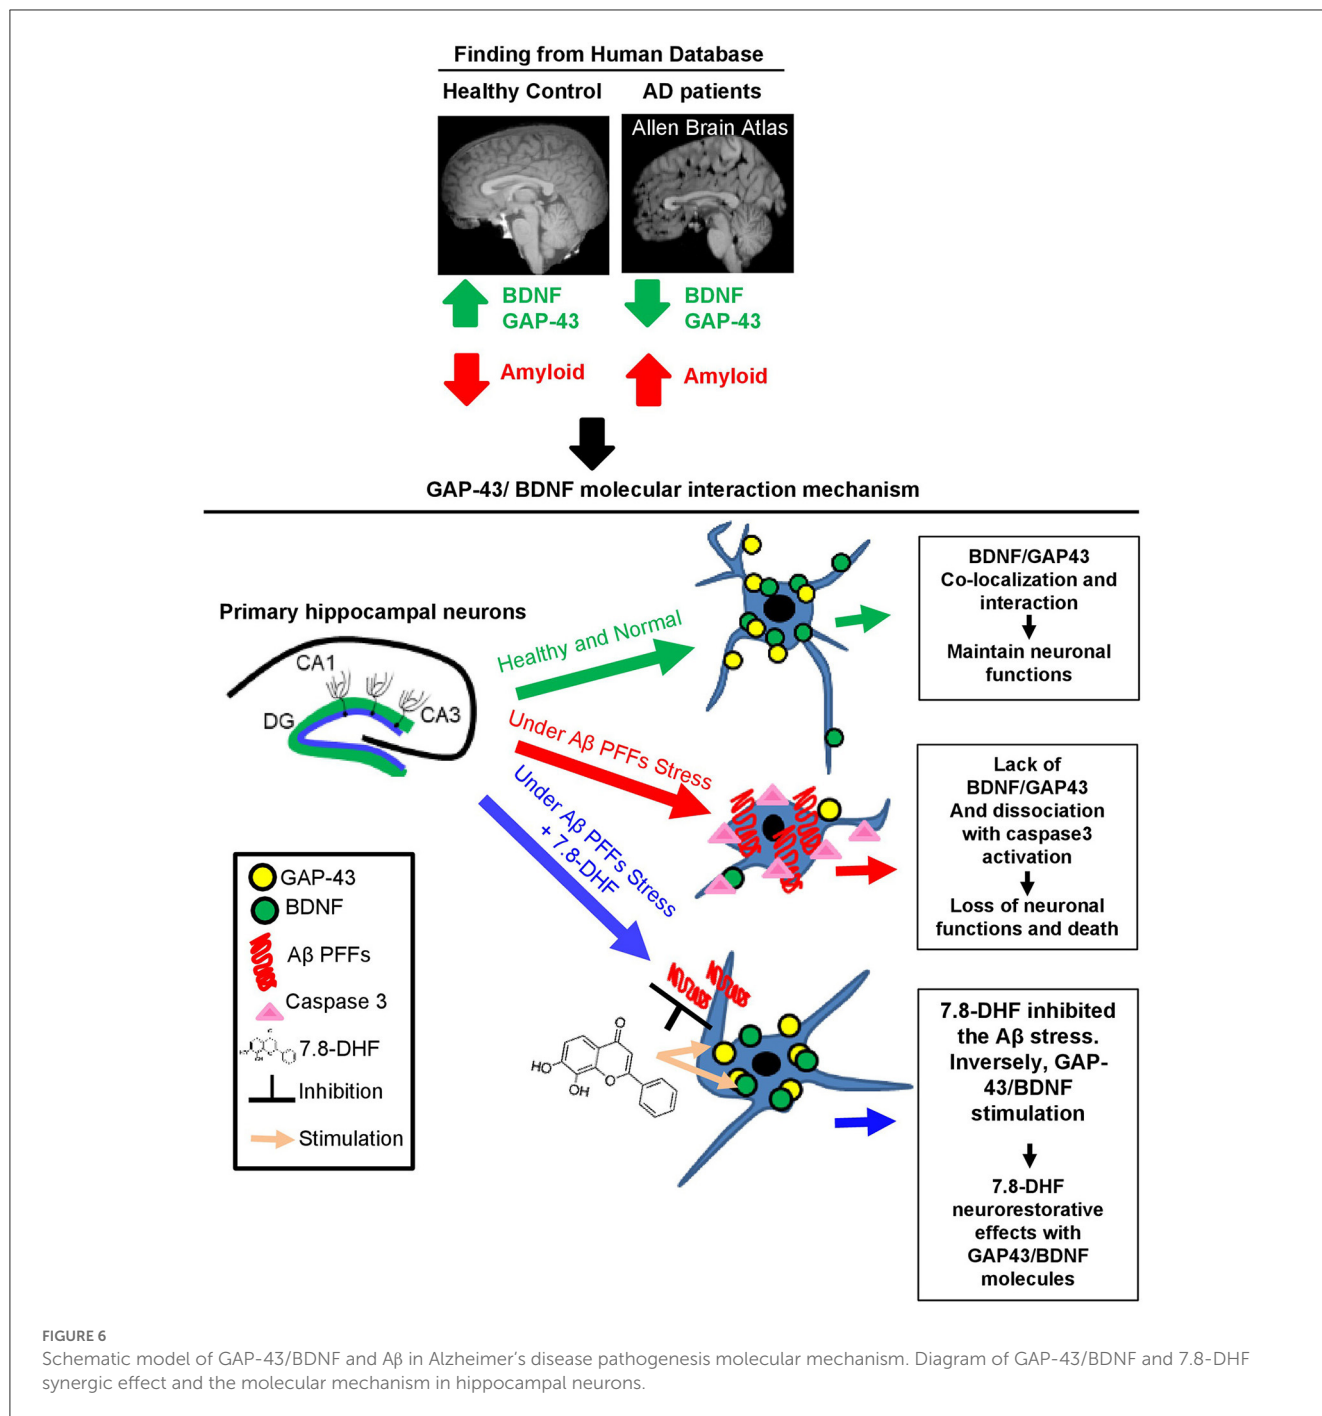 Finding from Human Database
Healthy Control
AD patients
Allen Brain Atlas
BDNF
GAP-43
BDNF
GAP-43
Amyloid
Amyloid
GAP-43/ BDNF molecular interaction mechanism
Primary hippocampal neurons
CA1
CA3
DG
Healthy and Normal
Under Aβ PFFs Stress
Under Aβ PFFs Stress
+ 7.8-DHF
BDNF/GAP43
Co-localization and
interaction
Maintain neuronal
functions
Lack of
BDNF/GAP43
And dissociation
with caspase3
activation
Loss of neuronal
functions and death
GAP-43
BDNF
Aβ PFFs
Caspase 3
7.8-DHF
Inhibition
Stimulation
O
HO
O
OH
7.8-DHF inhibited
the Aβ stress.
Inversely, GAP-
43/BDNF
stimulation
7.8-DHF
neurorestorative
effects with
GAP43/BDNF
molecules
FIGURE 6
Schematic model of GAP-43/BDNF and Aβ in Alzheimer's disease pathogenesis molecular mechanism. Diagram of GAP-43/BDNF and 7.8-DHF
synergic effect and the molecular mechanism in hippocampal neurons.